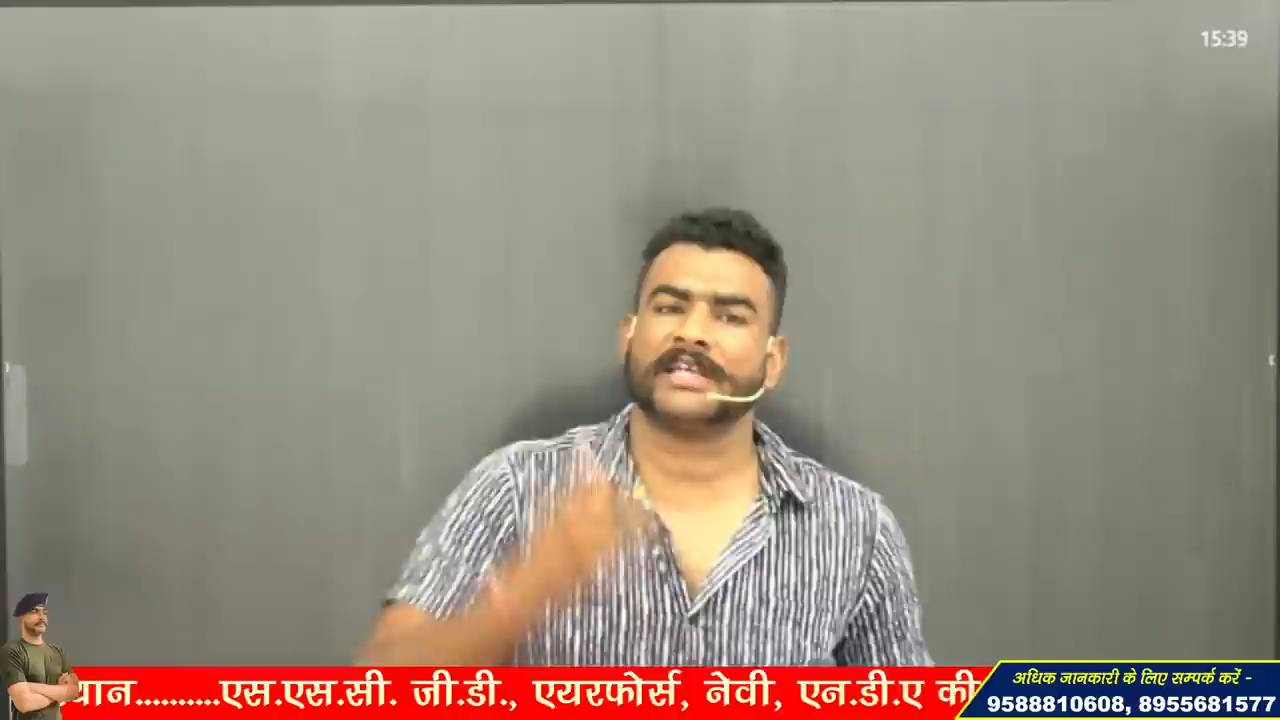 15:39
यान..........एस.एस.सी. जी.डी., एयरफोर्स, नेवी, एन.डी.ए की
अधिक जानकारी के लिए सम्पर्क करें -
9588810608, 8955681577